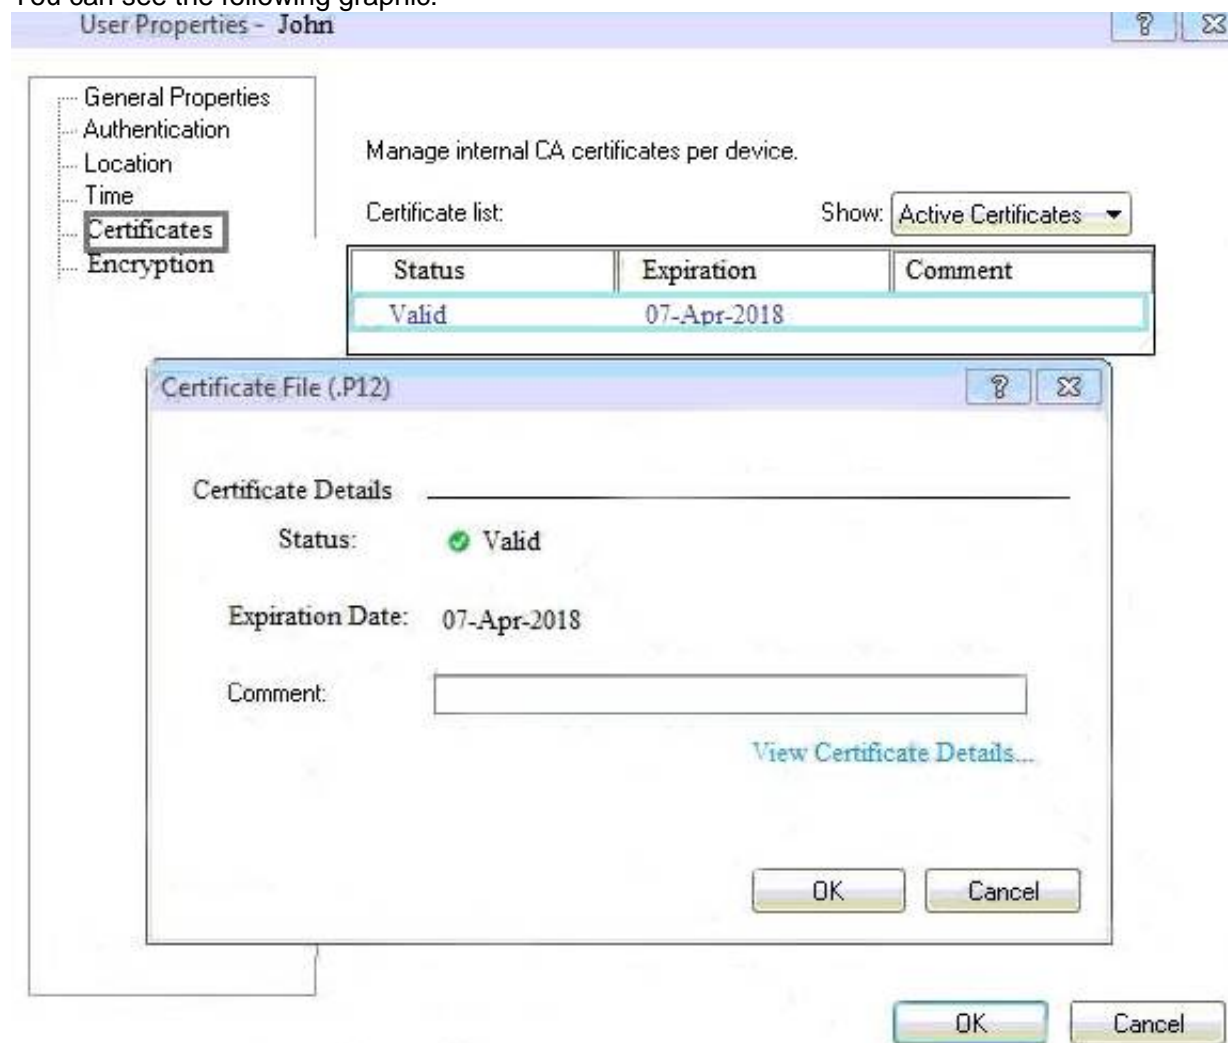 You can see the following graphic:
User Properties - John
General Properties
Authentication
Location
Time
Certificates
Encryption
Manage internal CA certificates per device.
Certificate list:
Show: Active Certificates
Status Expiration Comment
Valid 07-Apr-2018
Certificate File (.P12)
Certificate Details
Status: Valid
Expiration Date: 07-Apr-2018
Comment:
View Certificate Details...
OK Cancel
OK Cancel